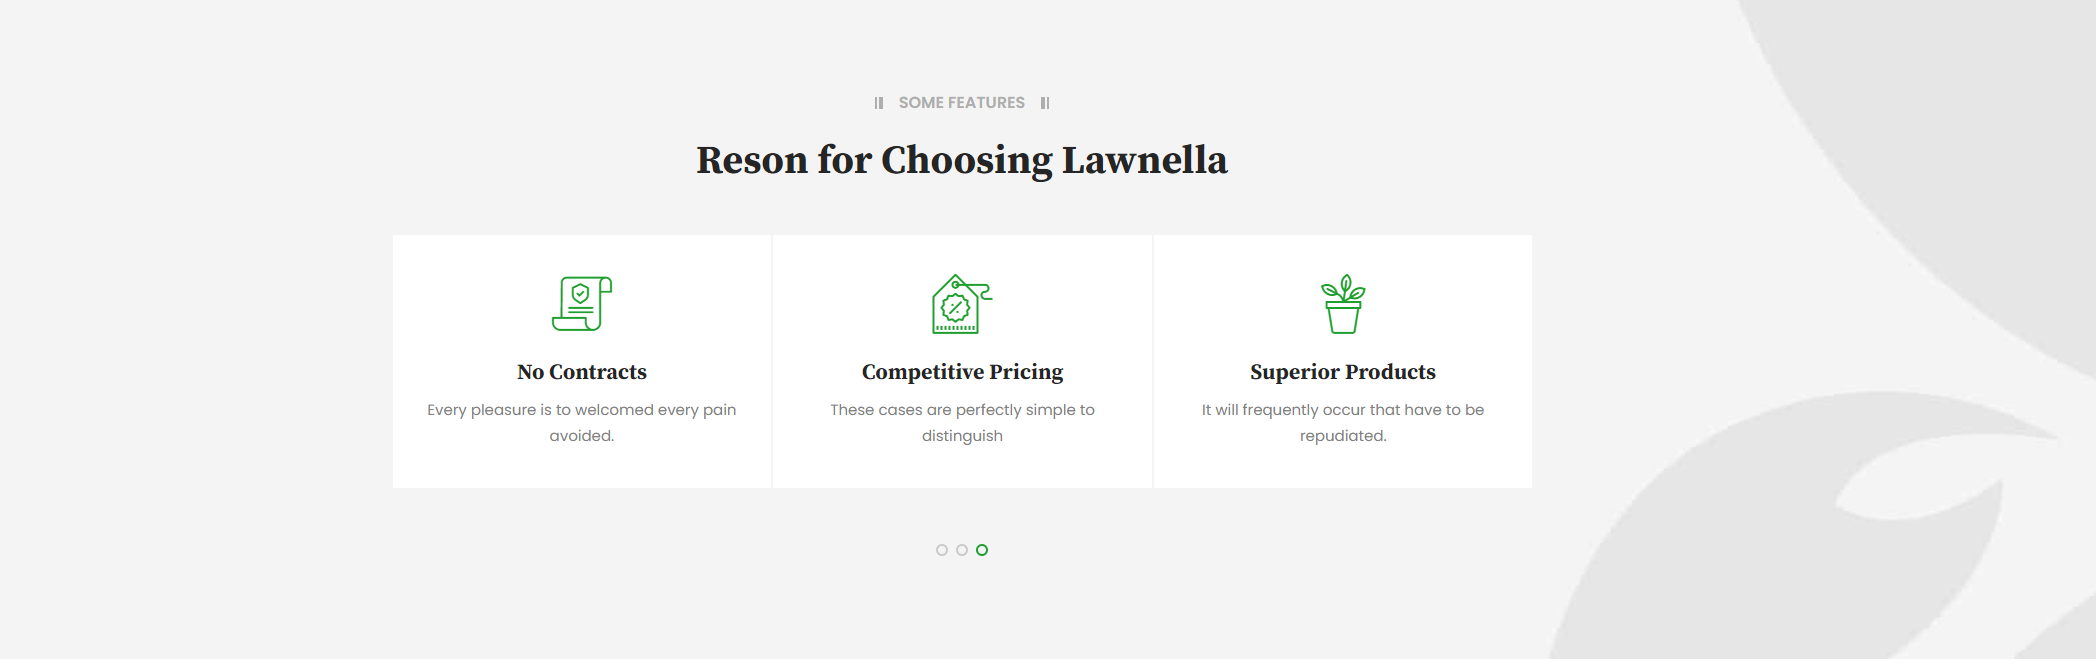 SOME FEATURES
Reson for Choosing Lawnella
No Contracts
Every pleasure is to welcomed every pain
avoided.
Competitive Pricing
These cases are perfectly simple to
distinguish
Superior Products
It will frequently occur that have to be
repudiated.